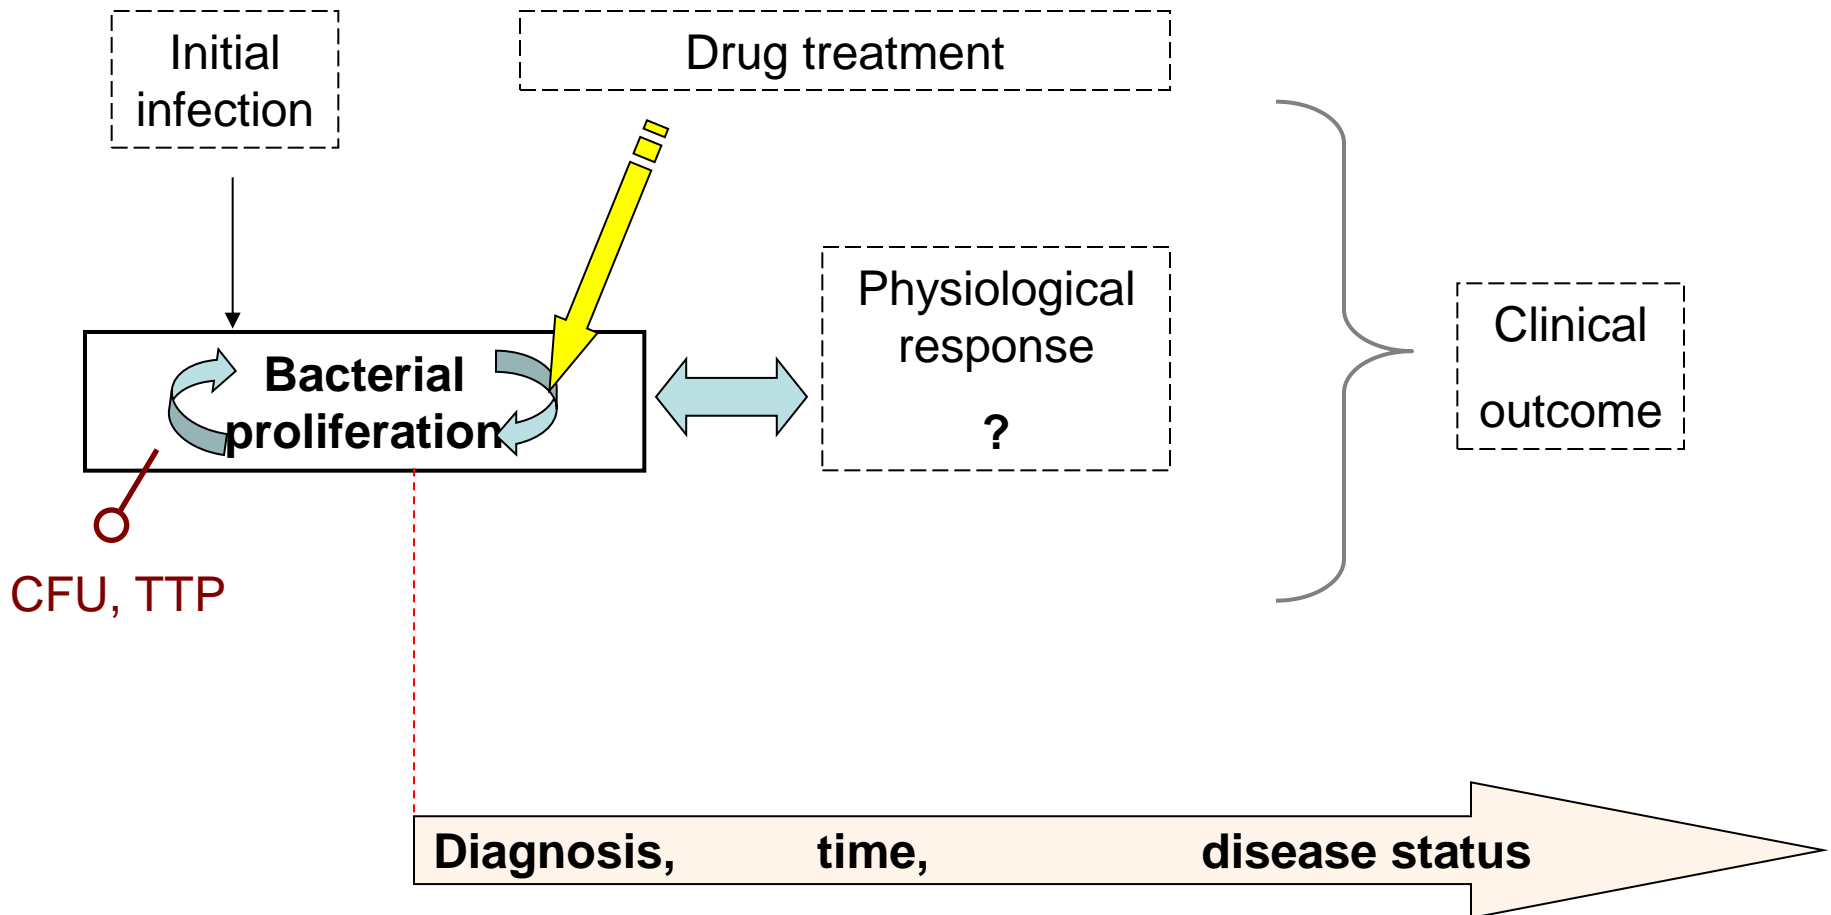 Initial
infection
Drug treatment
Bacterial
proliferation
Physiological
response
?
Clinical
outcome
CFU, TTP
Diagnosis, time, disease status